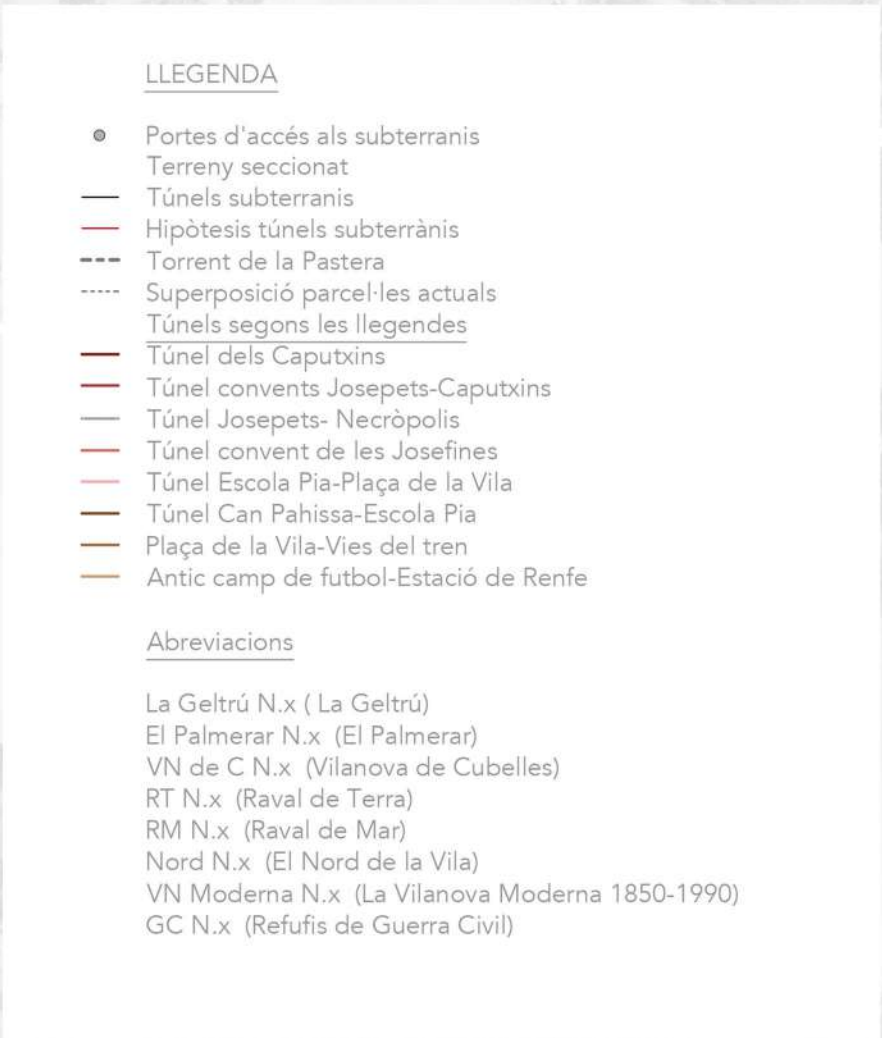 LLEGENDA
Portes d'accés als subterranis
Terreny seccionat
Túnels subterranis
Hipòtesis túnels subterrànis
Torrent de la Pastera
Superposició parcel·les actuals
Túnels segons les llegendes
Túnel dels Caputxins
Túnel convents Josepets-Caputxins
Túnel Josepets- Necròpolis
Túnel convent de les Josefines
Túnel Escola Pia-Plaça de la Vila
Túnel Can Pahissa-Escola Pia
Plaça de la Vila-Vies del tren
Antic camp de futbol-Estació de Renfe
Abreviacions
La Geltrú N.x ( La Geltrú)
El Palmerar N.x (El Palmerar)
VN de C N.x (Vilanova de Cubelles)
RT N.x (Raval de Terra)
RM N.x (Raval de Mar)
Nord N.x (El Nord de la Vila)
VN Moderna N.x (La Vilanova Moderna 1850-1990)
GC N.x (Refufis de Guerra Civil)